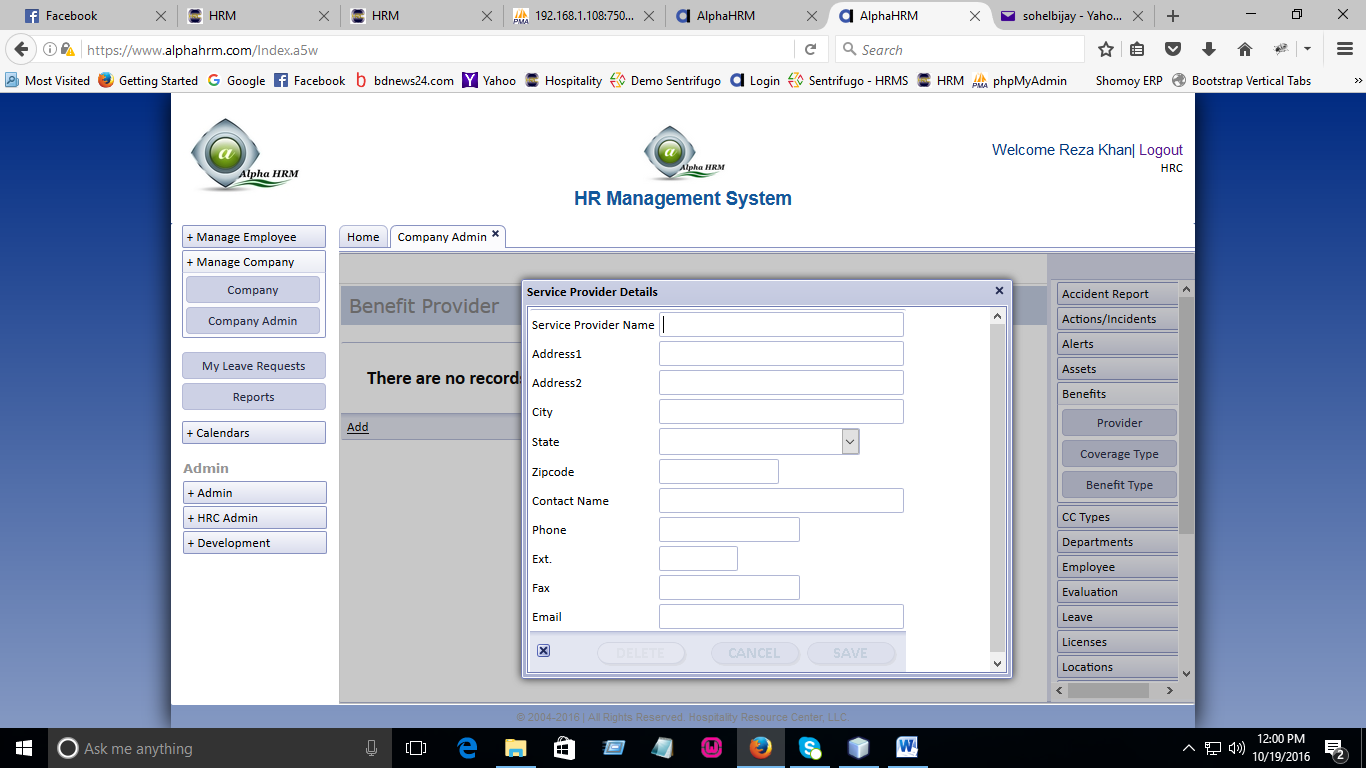 Facebook
HRM
HRM
192.168.1.108:750...
AlphaHRM
AlphaHRM
sohelbijay - Yaho...
https://www.alphahrm.com/Index.a5w
Search
Most Visited
Getting Started
Google
Facebook
bdnews24.com
Yahoo
Hospitality
Demo Sentrifugo
Login
Sentrifugo - HRMS
HRM
phpMyAdmin
Shomoy ERP
Bootstrap Vertical Tabs
a
Alpha HRM
a
Alpha HRM
HR Management System
Welcome Reza Khan| Logout
HRC
+ Manage Employee
+ Manage Company
Company
Company Admin
My Leave Requests
Reports
+ Calendars
Admin
+ Admin
+ HRC Admin
+ Development
Home
Company Admin
Benefit Provider
There are no records
Add
Service Provider Details
Service Provider Name
Address1
Address2
City
State
Zipcode
Contact Name
Phone
Ext.
Fax
Email
DELETE
CANCEL
SAVE
Accident Report
Actions/Incidents
Alerts
Assets
Benefits
Provider
Coverage Type
Benefit Type
CC Types
Departments
Employee
Evaluation
Leave
Licenses
Locations
© 2004-2016 | All Rights Reserved. Hospitality Resource Center, LLC.
Ask me anything
12:00 PM
10/19/2016
2